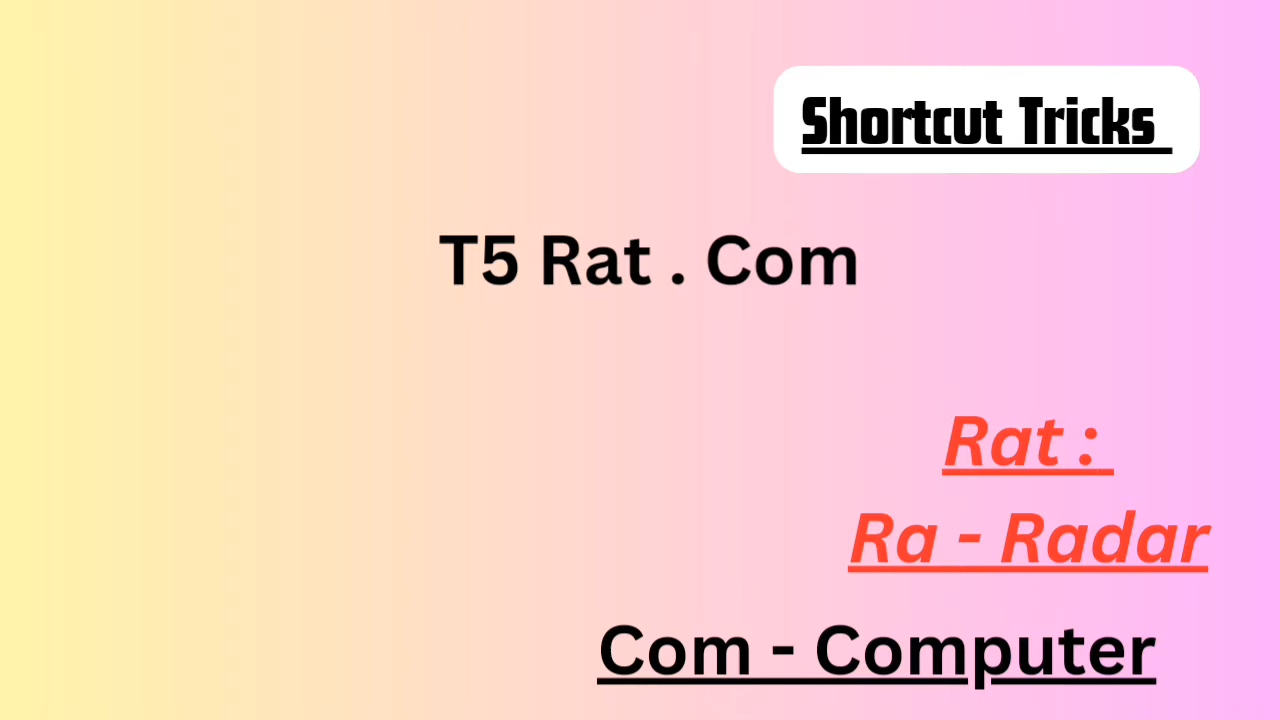 Shortcut Tricks
T5 Rat . Com
Rat :
Ra - Radar
Com - Computer